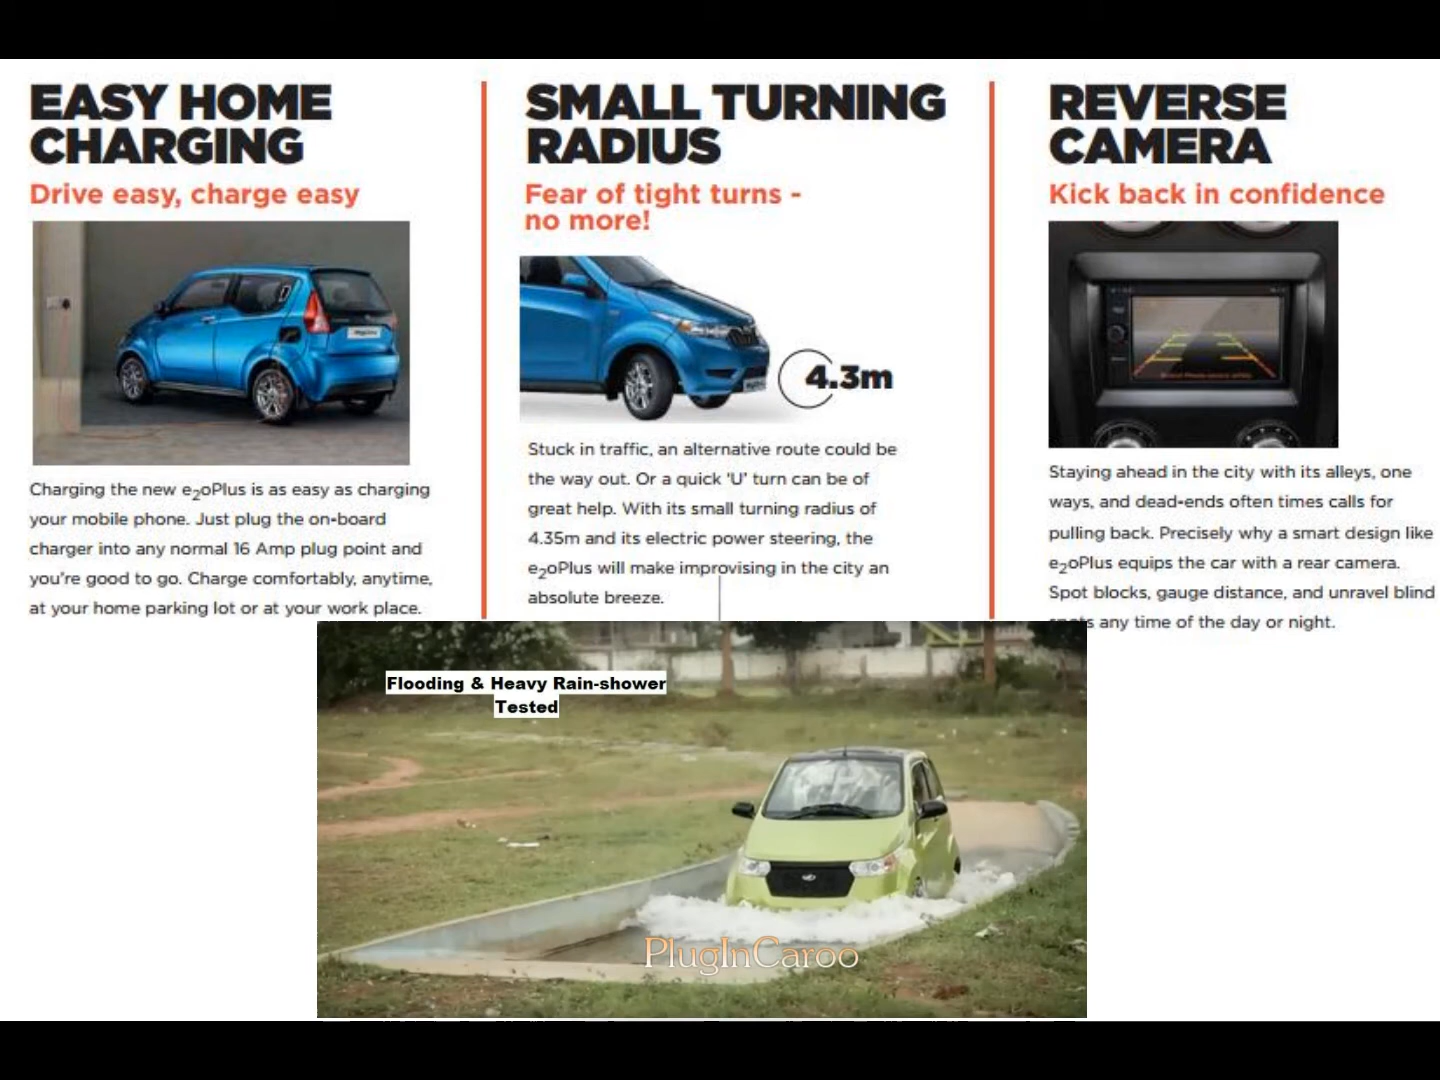 EASY HOME
CHARGING
Drive easy, charge easy
Charging the new e₂oPlus is as easy as charging
your mobile phone. Just plug the on-board
charger into any normal 16 Amp plug point and
you're good to go. Charge comfortably, anytime,
at your home parking lot or at your work place.
SMALL TURNING
RADIUS
Fear of tight turns -
no more!
4.3m
Stuck in traffic, an alternative route could be
the way out. Or a quick 'U' turn can be of
great help. With its small turning radius of
4.35m and its electric power steering, the
e₂oPlus will make improvising in the city an
absolute breeze.
REVERSE
CAMERA
Kick back in confidence
Staying ahead in the city with its alleys, one
ways, and dead-ends often times calls for
pulling back. Precisely why a smart design like
e₂oPlus equips the car with a rear camera.
Spot blocks, gauge distance, and unravel blind
spots any time of the day or night.
Flooding & Heavy Rain-shower
Tested
PlugInCaroo